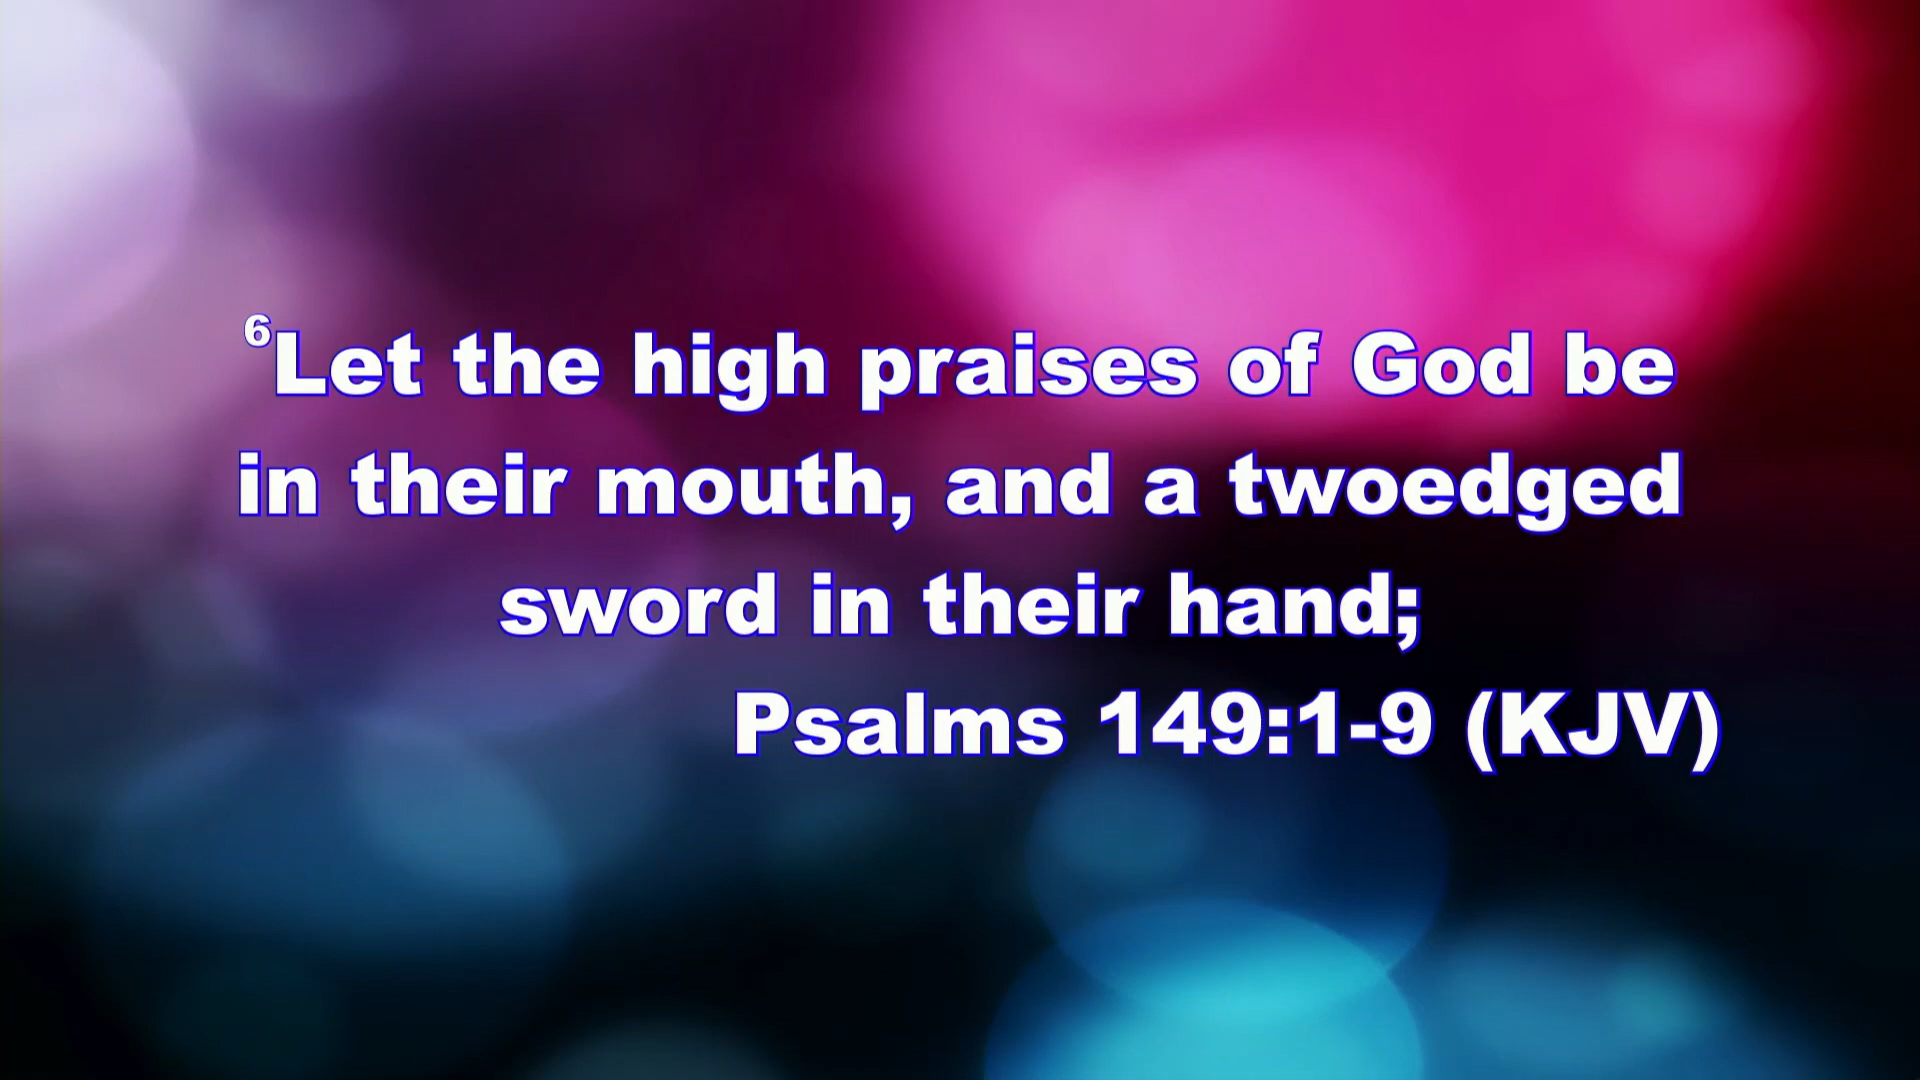 ⁶Let the high praises of God be
in their mouth, and a twoedged
sword in their hand;
Psalms 149:1-9 (KJV)